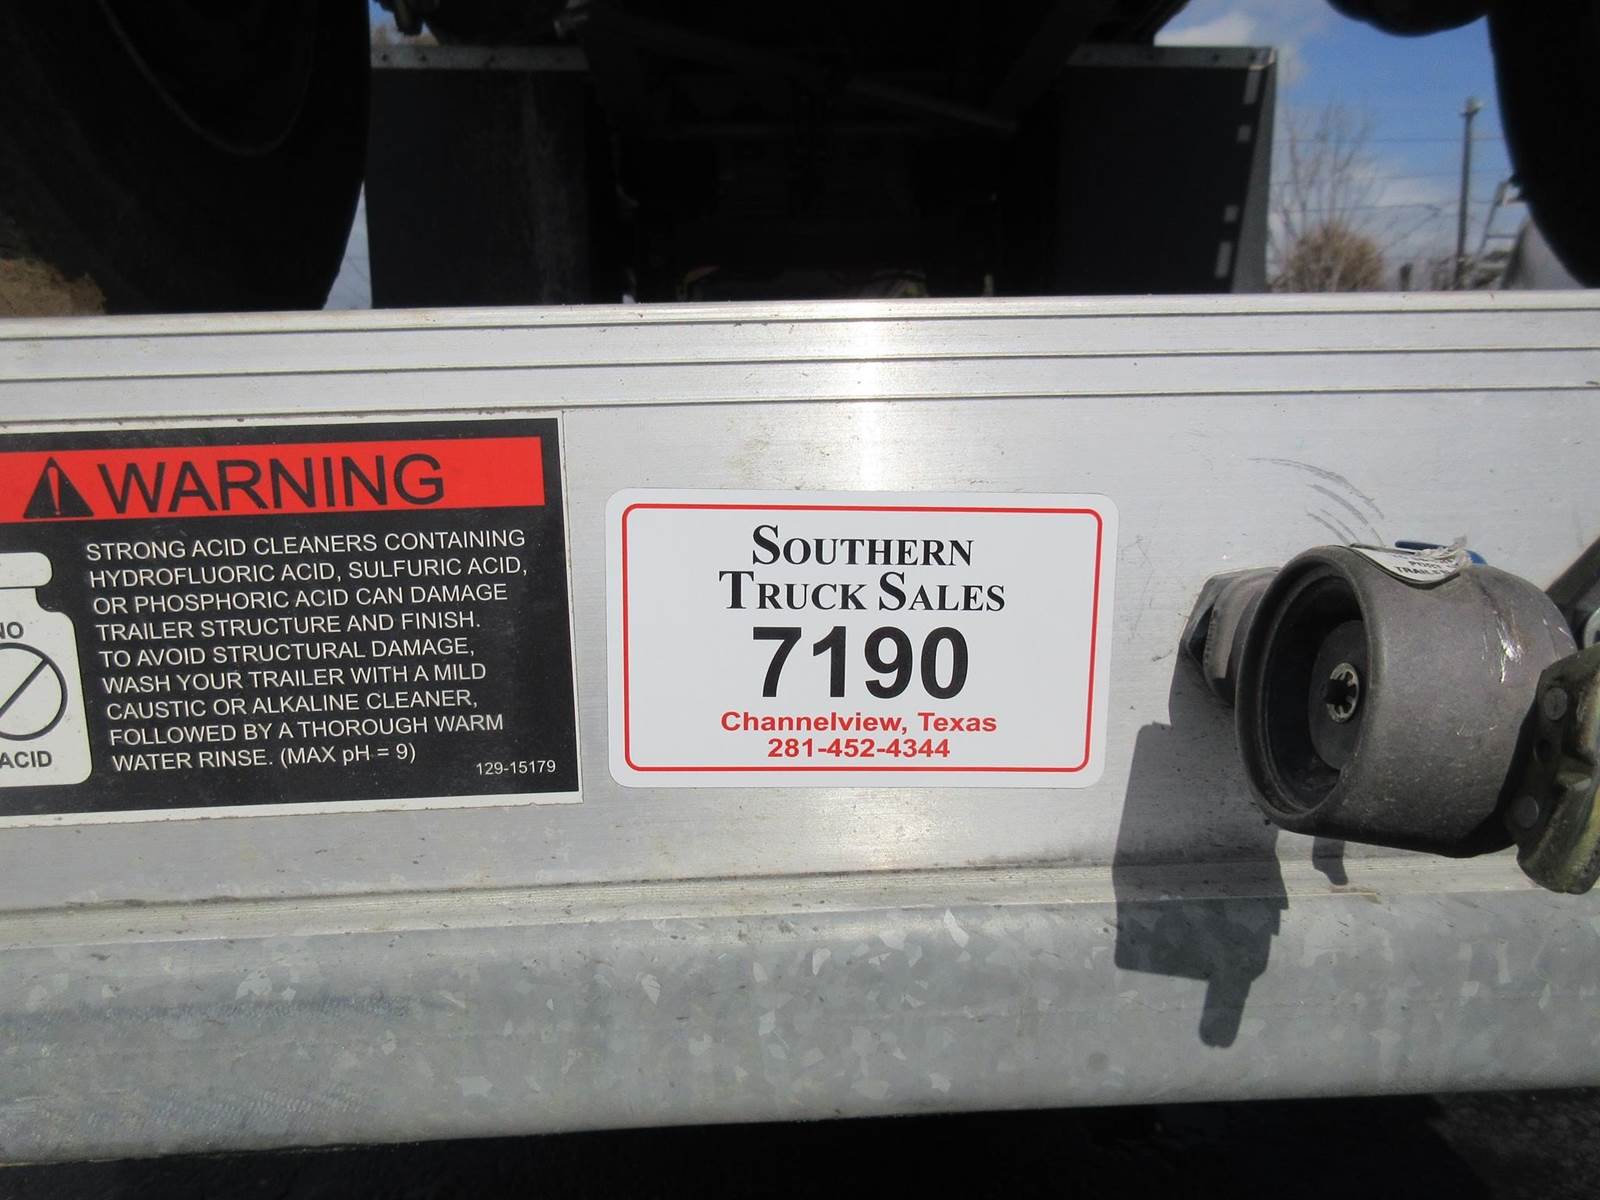 WARNING
STRONG ACID CLEANERS CONTAINING
HYDROFLUORIC ACID, SULFURIC ACID,
OR PHOSPHORIC ACID CAN DAMAGE
TRAILER STRUCTURE AND FINISH.
TO AVOID STRUCTURAL DAMAGE,
WASH YOUR TRAILER WITH A MILD
CAUSTIC OR ALKALINE CLEANER,
FOLLOWED BY A THOROUGH WARM
WATER RINSE. (MAX pH = 9)
129-15179
NO
ACID
SOUTHERN
TRUCK SALES
7190
Channelview, Texas
281-452-4344